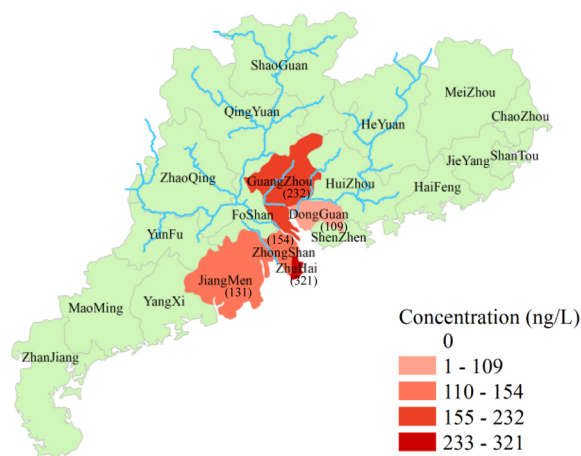 ShaoGuan
MeiZhou
QingYuan
ChaoZhou
HeYuan
ShanTou
JieYang
ZhaoQing
GuangZhou
(232)
HuiZhou
HaiFeng
FoShan
DongGuan
(109)
YunFu
(154)
ShenZhen
ZhongShan
ZhuHai
(321)
JiangMen
(131)
YangXi
MaoMing
ZhanJiang
Concentration (ng/L)
0
1 - 109
110 - 154
155 - 232
233 - 321